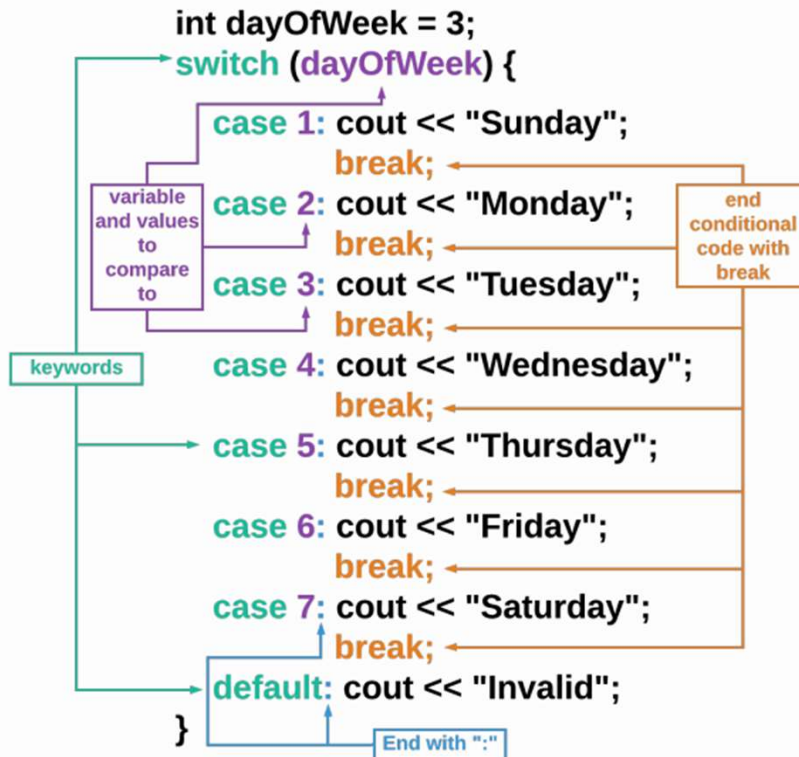 int dayOfWeek = 3;
switch (dayOfWeek) {
case 1: cout << "Sunday";
break;
variable
and values
to
compare
to
case 2: cout << "Monday";
break;
end
conditional
code with
break
case 3: cout << "Tuesday";
break;
keywords
case 4: cout << "Wednesday";
break;
case 5: cout << "Thursday";
break;
case 6: cout << "Friday";
break;
case 7: cout << "Saturday";
break;
default: cout << "Invalid";
}
End with ":"